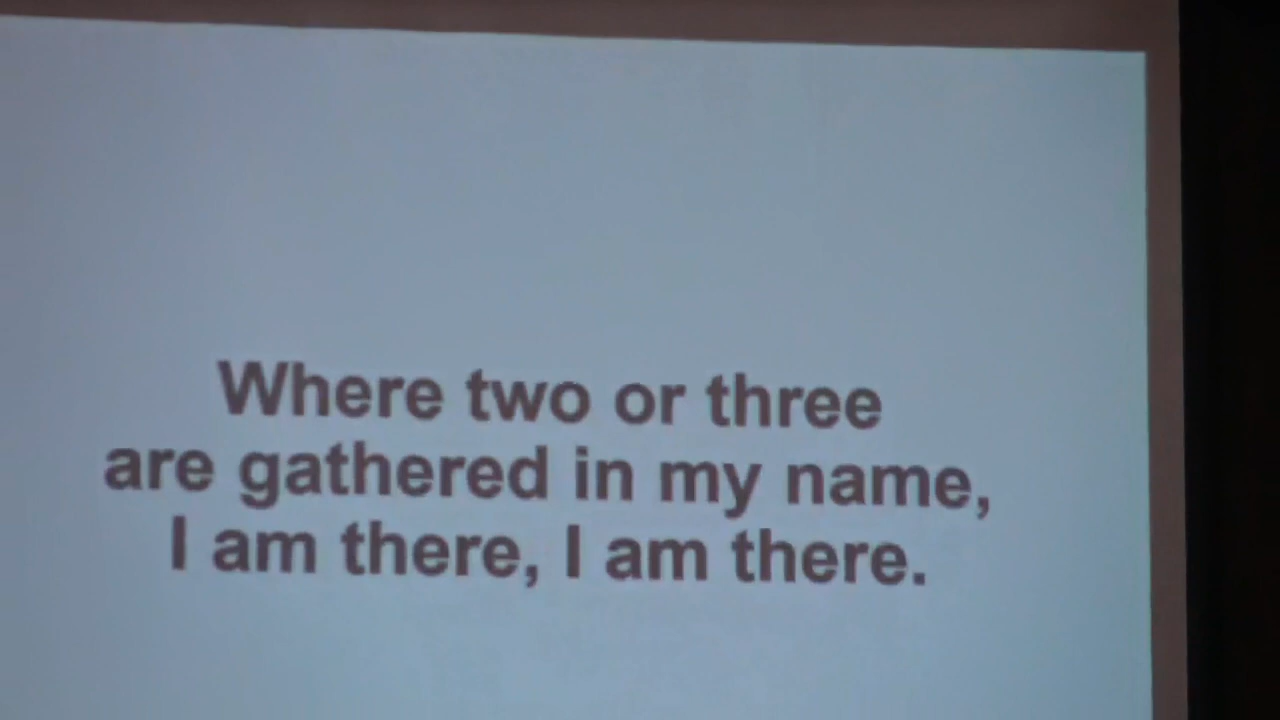 Where two or three
are gathered in my name,
I am there, I am there.